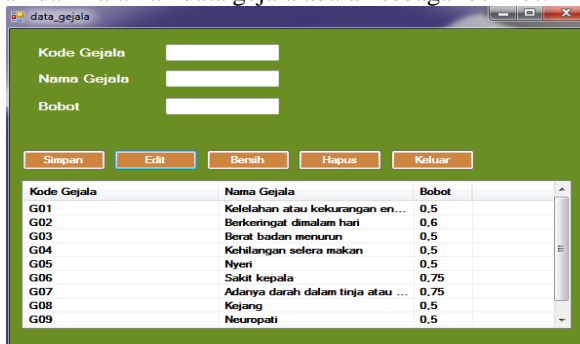 data_gejala
Kode Gejala
Nama Gejala
Bobot
Simpan Edit Bersih Hapus Keluar
Kode Gejala Nama Gejala Bobot
G01 Kelelahan atau kekurangan en... 0,5
G02 Berkeringat dimalam hari 0,6
G03 Berat badan menurun 0,5
G04 Kehilangan selera makan 0,5
G05 Nyeri 0,5
G06 Sakit kepala 0,75
G07 Adanya darah dalam tinja atau ... 0,75
G08 Kejang 0,5
G09 Neuropati 0,5